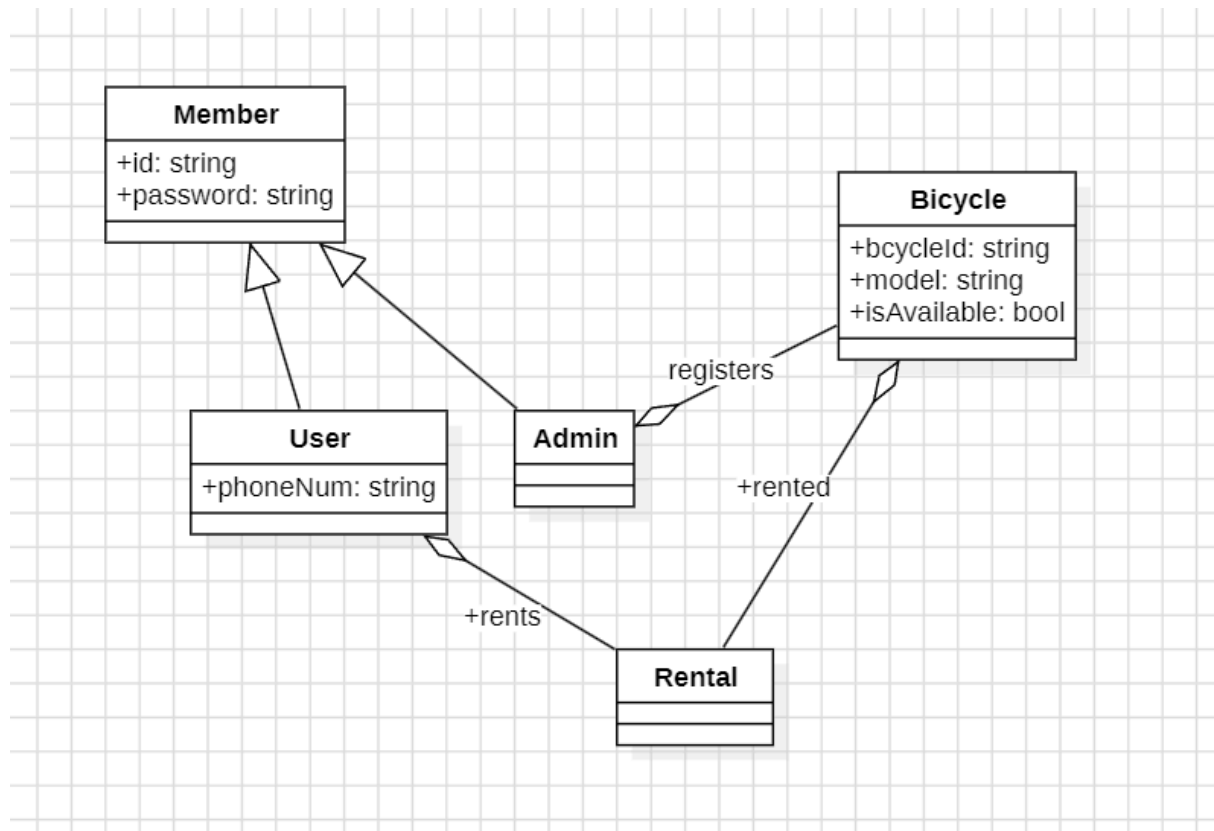 Member
+id: string
+password: string
Bicycle
+bcycleId: string
+model: string
+isAvailable: bool
registers
User
+phoneNum: string
Admin
+rented
+rents
Rental